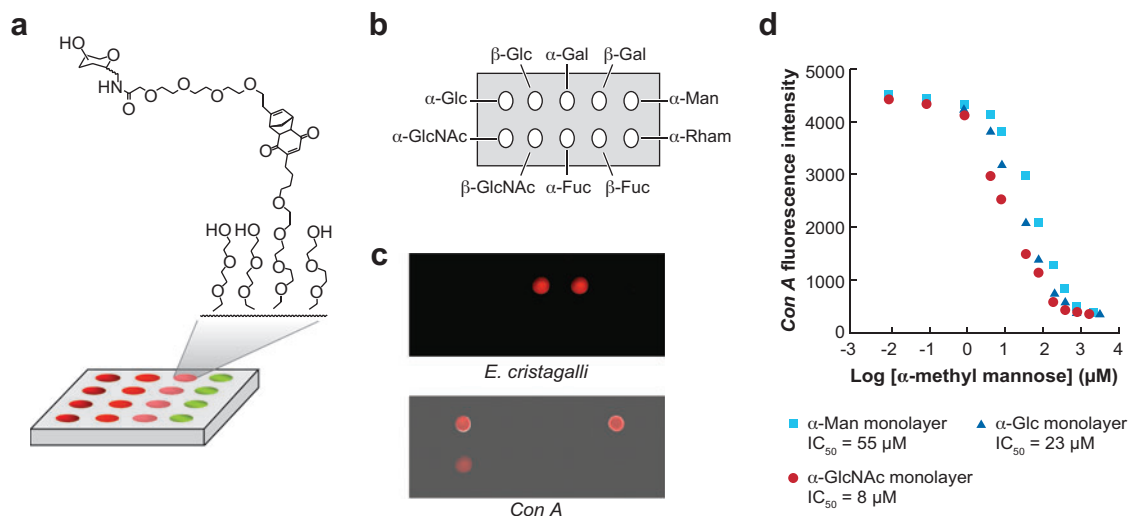 a
HO
O
HN
O
O
O
O
O
O
O
O
O
O
O
HO
HO
OH
O
O
O
O
O
O
b
β-Glc
α-Gal
β-Gal
α-Glc
α-Man
α-GlcNAc
α-Rham
β-GlcNAc
α-Fuc
β-Fuc
c
E. cristagalli
Con A
d
Con A fluorescence intensity
5000
4000
3000
2000
1000
0
-3
-2
-1
0
1
2
3
4
Log [α-methyl mannose] (µM)
α-Man monolayer
IC50 = 55 µM
α-Glc monolayer
IC50 = 23 µM
α-GlcNAc monolayer
IC50 = 8 µM